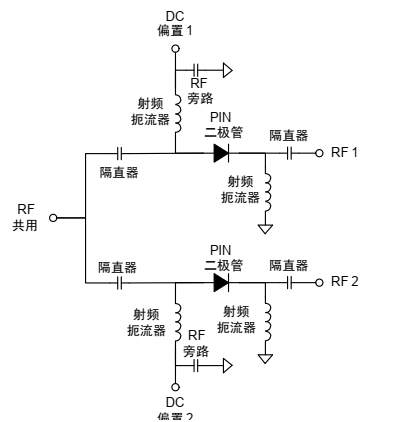 DC
偏置 1
RF
旁路
射频
扼流器
PIN
二极管
隔直器
RF 1
隔直器
射频
扼流器
RF
共用
PIN
二极管
隔直器
隔直器
RF 2
射频
扼流器
射频
扼流器
RF
旁路
DC
偏置 2